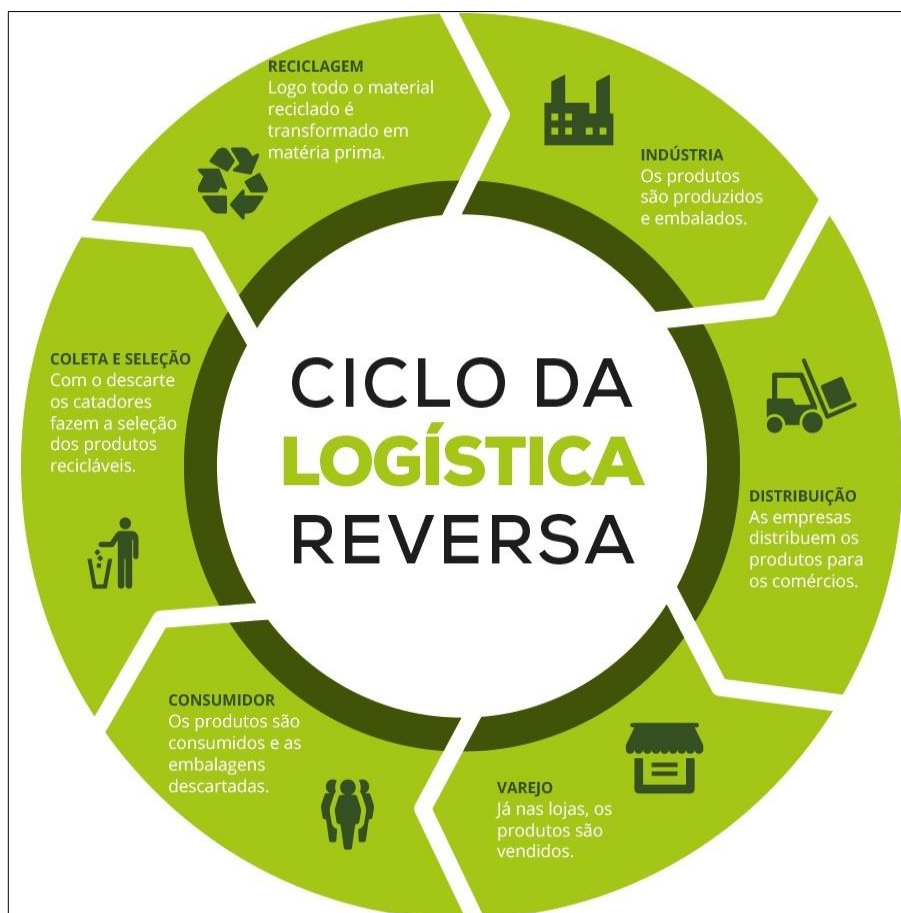 CICLO DA
LOGÍSTICA
REVERSA
INDÚSTRIA
Os produtos
são produzidos
e embalados.
DISTRIBUIÇÃO
As empresas
distribuem os
produtos para
os comércios.
VAREJO
Já nas lojas, os
produtos são
vendidos.
CONSUMIDOR
Os produtos são
consumidos e as
embalagens
descartadas.
COLETA E SELEÇÃO
Com o descarte
os catadores
fazem a seleção
dos produtos
recicláveis.
RECICLAGEM
Logo todo o material
reciclado é
transformado em
matéria prima.